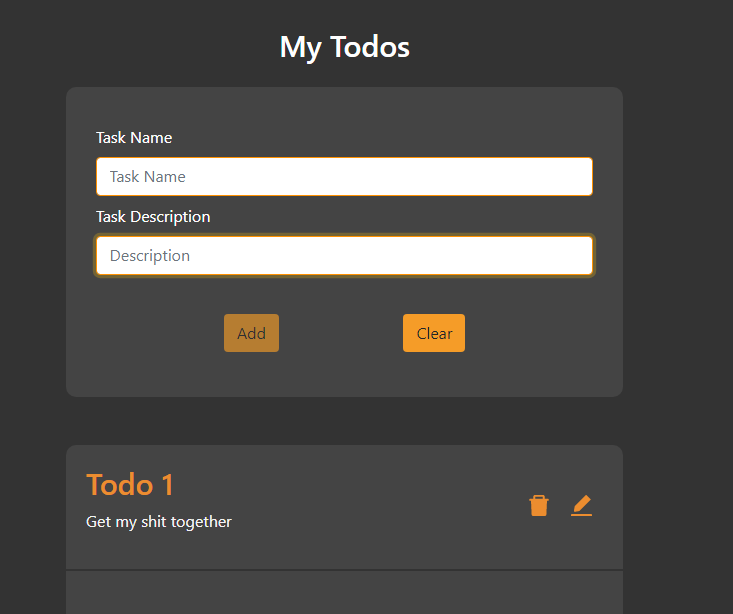 My Todos
Task Name
Task Name
Task Description
Description
Add Clear
Todo 1
Get my shit together